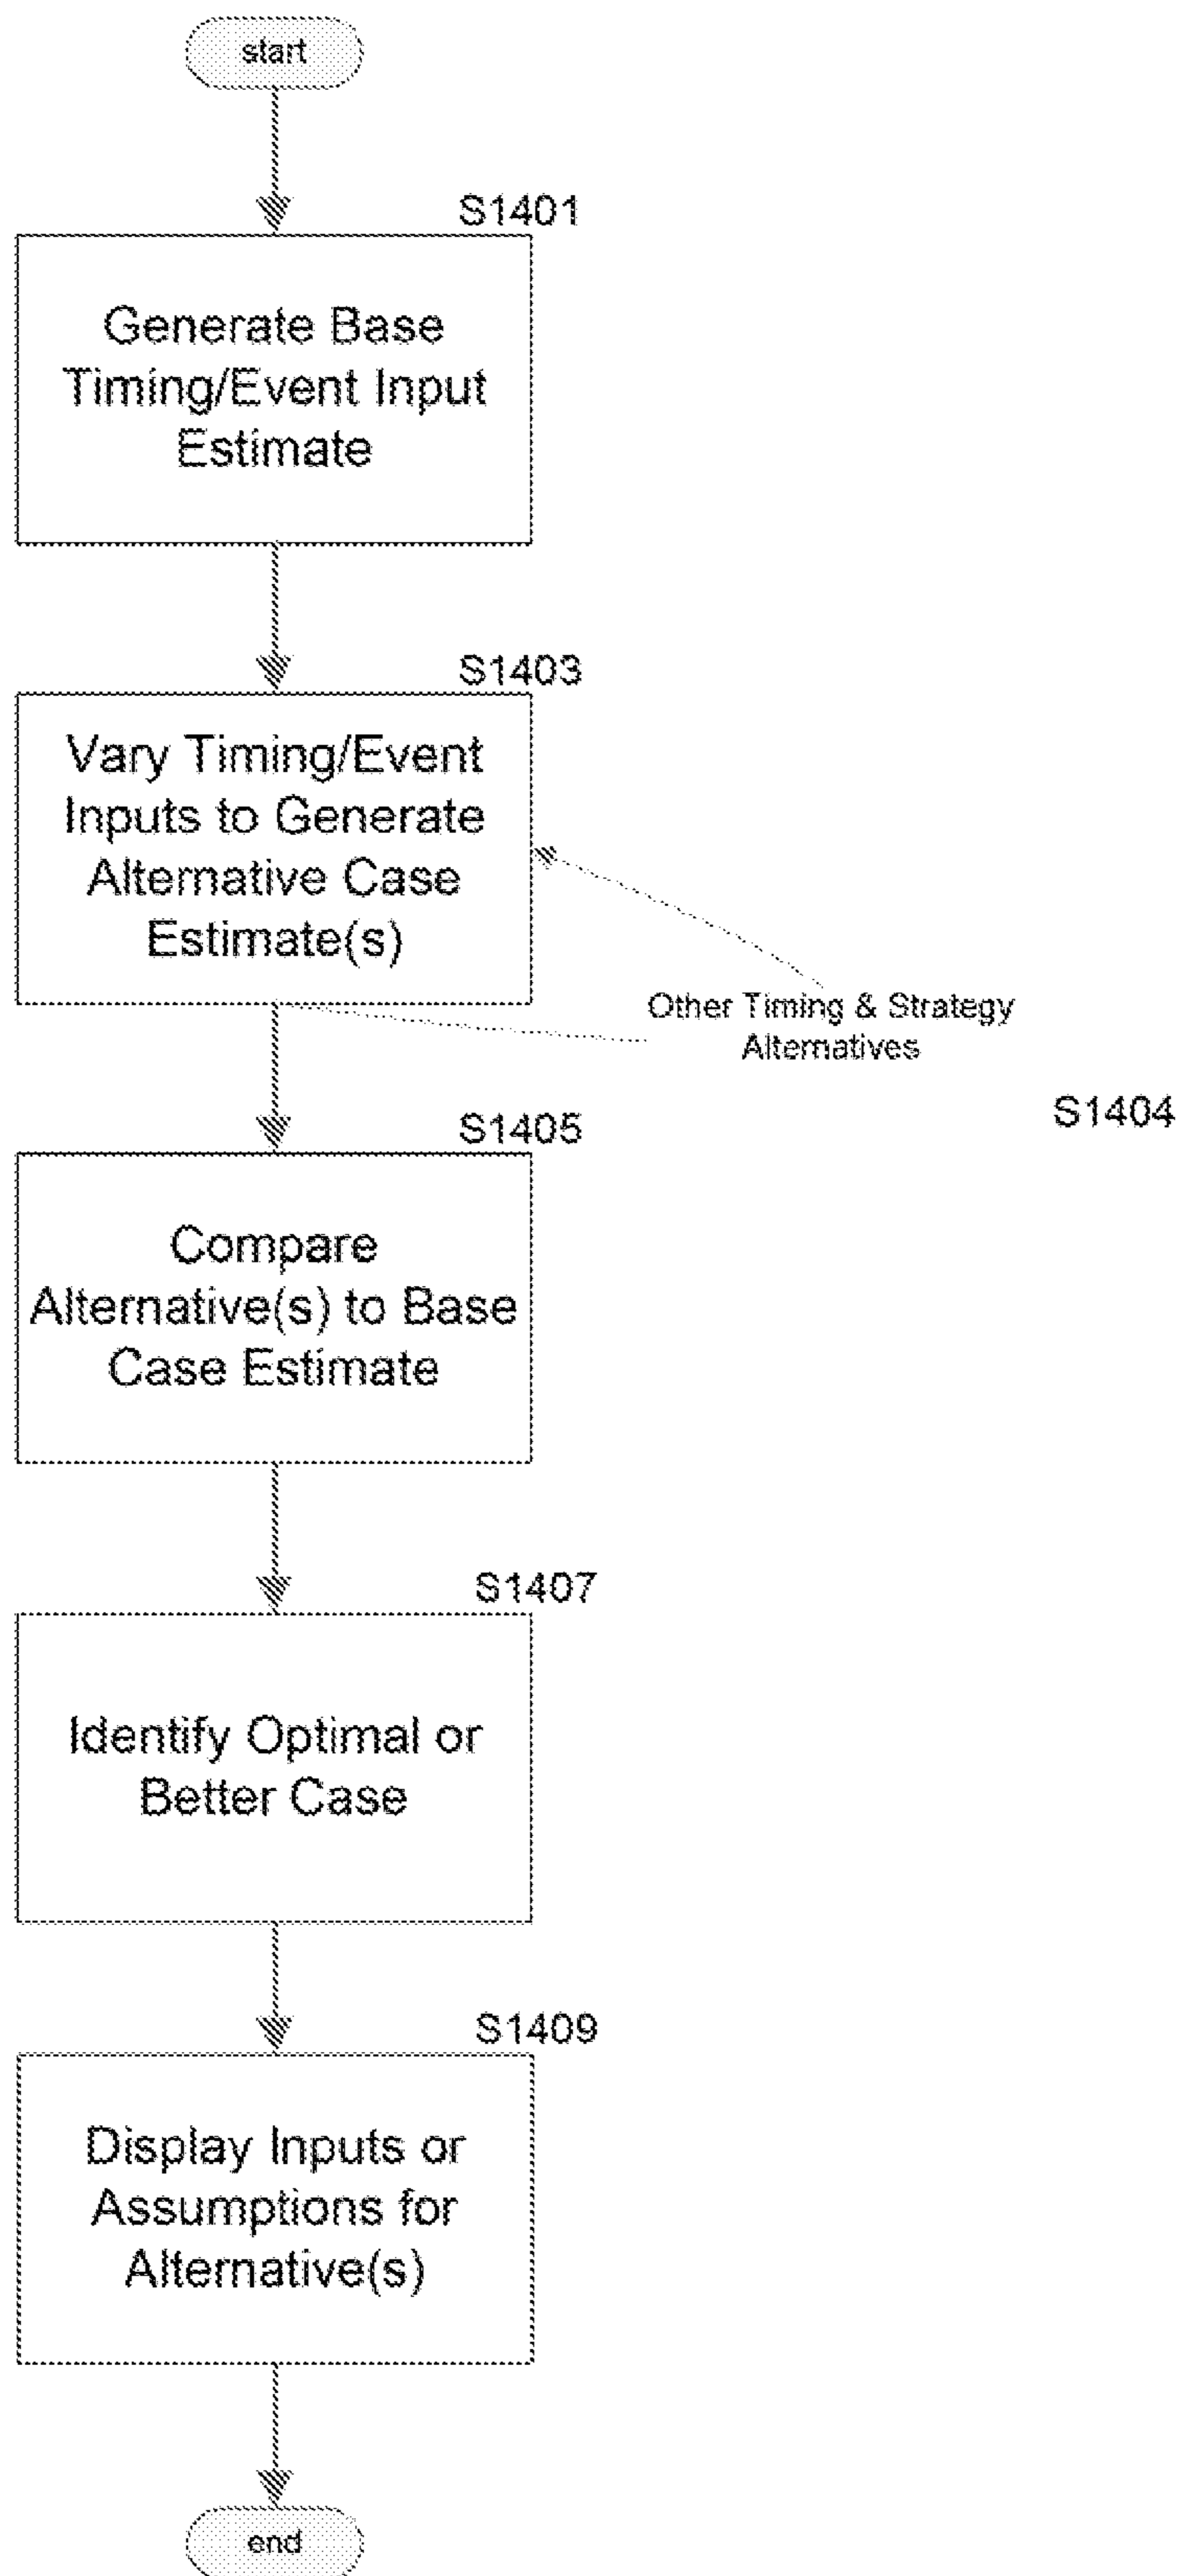 start
S1401
Generate Base
Timing/Event Input
Estimate
S1403
Vary Timing/Event
Inputs to Generate
Alternative Case
Estimate(s)
Other Timing & Strategy
Alternatives
S1404
S1405
Compare
Alternative(s) to Base
Case Estimate
S1407
Identify Optimal or
Better Case
S1409
Display Inputs or
Assumptions for
Alternative(s)
end